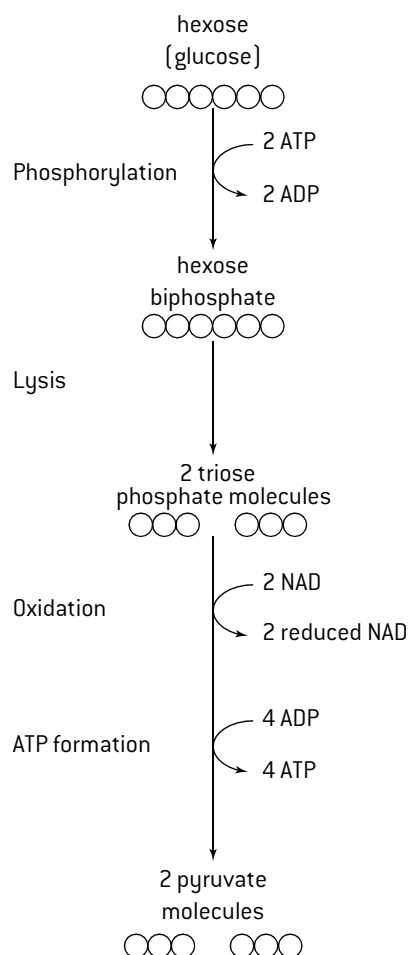 hexose
(glucose)
2 ATP
Phosphorylation
2 ADP
hexose
biphosphate
Lysis
2 triose
phosphate molecules
2 NAD
Oxidation
2 reduced NAD
4 ADP
ATP formation
4 ATP
2 pyruvate
molecules